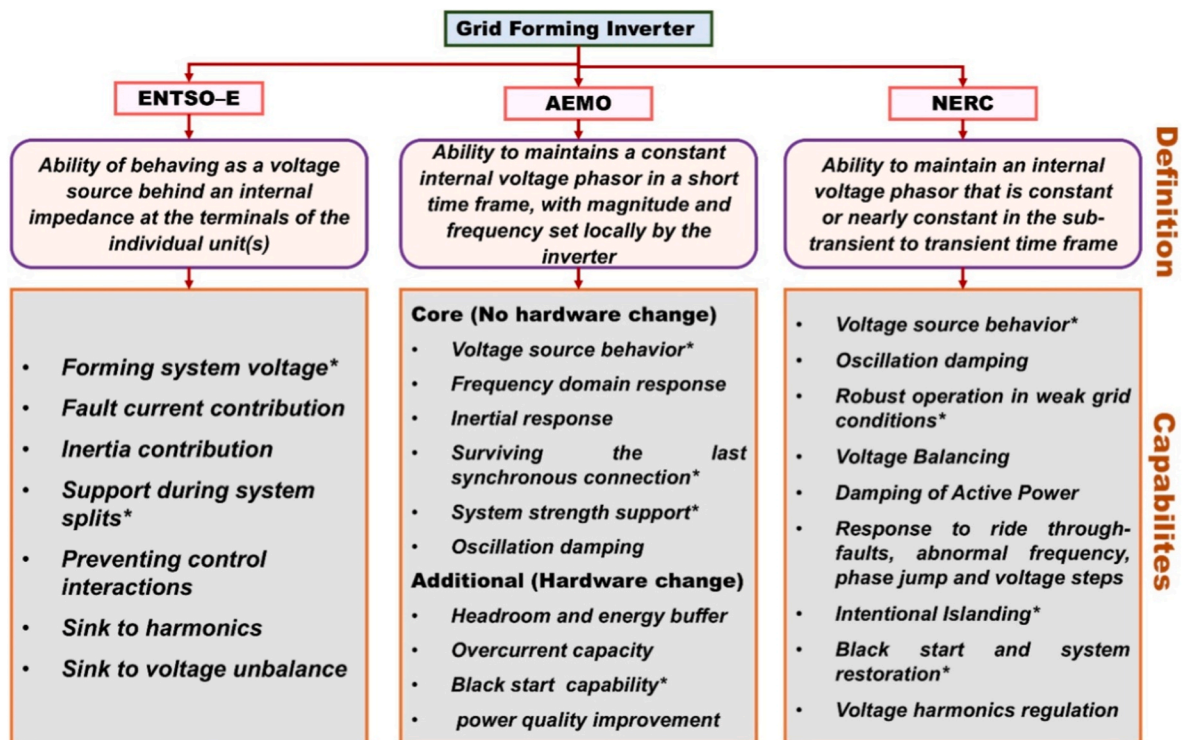 Grid Forming Inverter
ENTSO–E
AEMO
NERC
Definition
Ability of behaving as a voltage
source behind an internal
impedance at the terminals of the
individual unit(s)
Ability to maintains a constant
internal voltage phasor in a short
time frame, with magnitude and
frequency set locally by the
inverter
Ability to maintain an internal
voltage phasor that is constant
or nearly constant in the sub-
transient to transient time frame
Capabilites
• Forming system voltage*
• Fault current contribution
• Inertia contribution
• Support during system
splits*
• Preventing control
interactions
• Sink to harmonics
• Sink to voltage unbalance
Core (No hardware change)
• Voltage source behavior*
• Frequency domain response
• Inertial response
• Surviving the last
synchronous connection*
• System strength support*
• Oscillation damping
Additional (Hardware change)
• Headroom and energy buffer
• Overcurrent capacity
• Black start capability*
• power quality improvement
• Voltage source behavior*
• Oscillation damping
• Robust operation in weak grid
conditions*
• Voltage Balancing
• Damping of Active Power
• Response to ride through-
faults, abnormal frequency,
phase jump and voltage steps
• Intentional Islanding*
• Black start and system
restoration*
• Voltage harmonics regulation